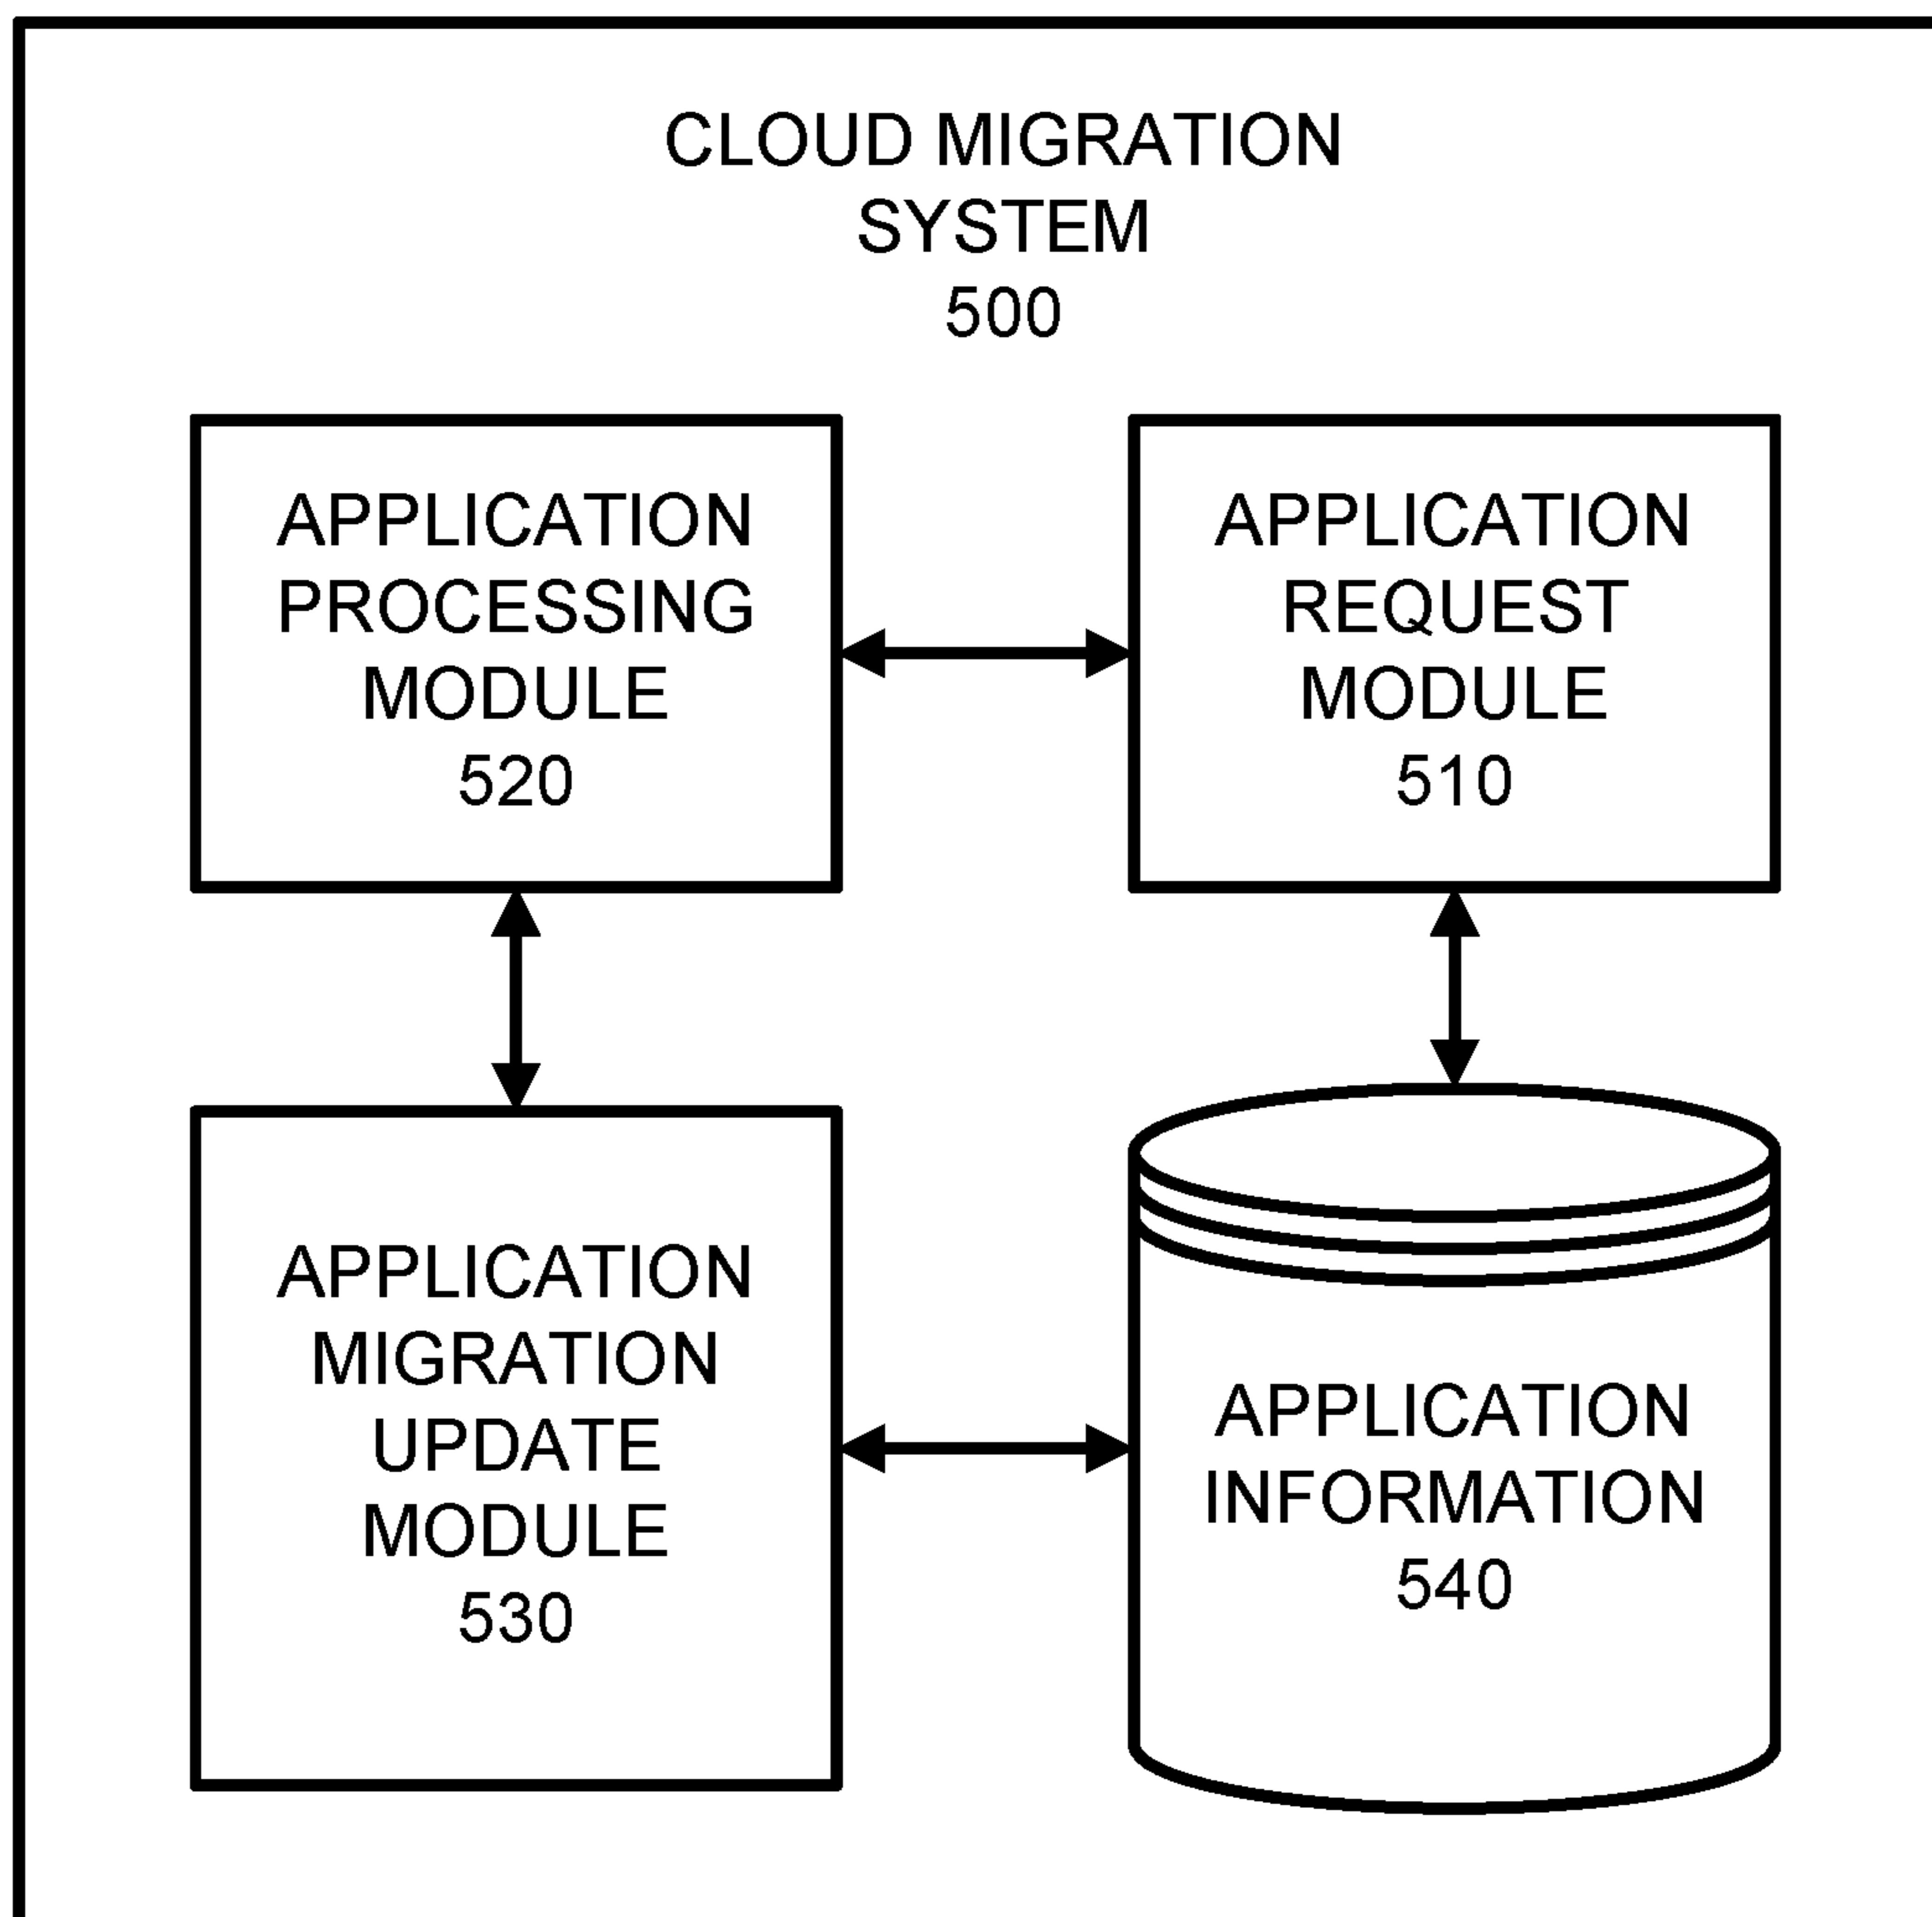 CLOUD MIGRATION
SYSTEM
500
APPLICATION
PROCESSING
MODULE
520
APPLICATION
REQUEST
MODULE
510
APPLICATION
MIGRATION
UPDATE
MODULE
530
APPLICATION
INFORMATION
540